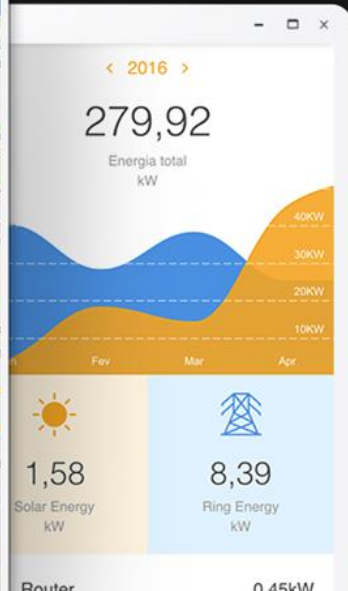 < 2016 >
279,92
Energia total
kW
40KW
30KW
20KW
10KW
Fev Mar Apr
1,58 8,39
Solar Energy Ring Energy
kW kW
Router 0.45kW